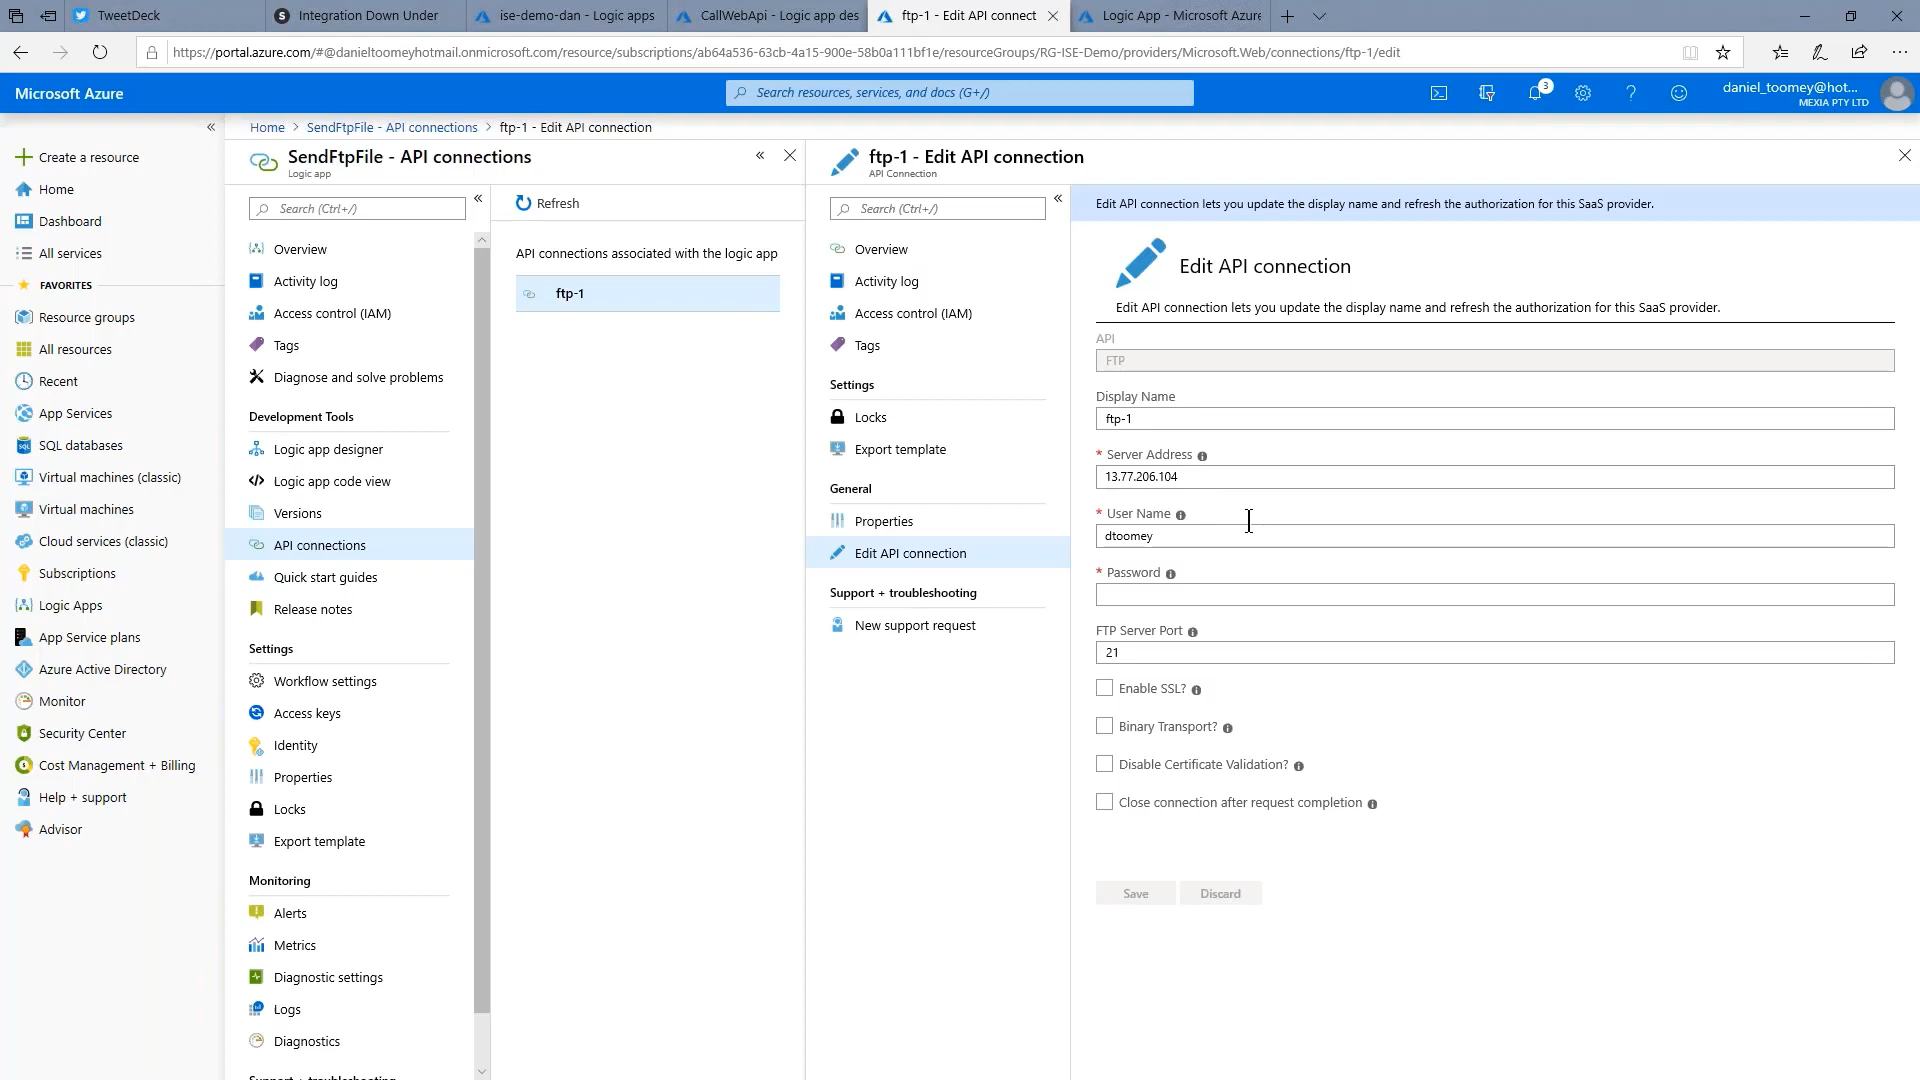 TweetDeck
Integration Down Under
ise-demo-dan - Logic apps
CallWebApi - Logic app des
ftp-1 - Edit API connect
Logic App - Microsoft Azure
https://portal.azure.com/#@danieltoomeyhotmail.onmicrosoft.com/resource/subscriptions/ab64a536-63cb-4a15-900e-58b0a111bf1e/resourceGroups/RG-ISE-Demo/providers/Microsoft.Web/connections/ftp-1/edit
Microsoft Azure
Search resources, services, and docs (G+/)
3
daniel_toomey@hot...
MEXIA PTY LTD
Home > SendFtpFile - API connections > ftp-1 - Edit API connection
Create a resource
Home
Dashboard
All services
FAVORITES
Resource groups
All resources
Recent
App Services
SQL databases
Virtual machines (classic)
Virtual machines
Cloud services (classic)
Subscriptions
Logic Apps
App Service plans
Azure Active Directory
Monitor
Security Center
Cost Management + Billing
Help + support
Advisor
SendFtpFile - API connections
Logic app
Search (Ctrl+/)
Overview
Activity log
Access control (IAM)
Tags
Diagnose and solve problems
Development Tools
Logic app designer
Logic app code view
Versions
API connections
Quick start guides
Release notes
Settings
Workflow settings
Access keys
Identity
Properties
Locks
Export template
Monitoring
Alerts
Metrics
Diagnostic settings
Logs
Diagnostics
Support + troubleshooting
Refresh
API connections associated with the logic app
ftp-1
ftp-1 - Edit API connection
API Connection
Search (Ctrl+/)
Overview
Activity log
Access control (IAM)
Tags
Settings
Locks
Export template
General
Properties
Edit API connection
Support + troubleshooting
New support request
Edit API connection lets you update the display name and refresh the authorization for this SaaS provider.
Edit API connection
Edit API connection lets you update the display name and refresh the authorization for this SaaS provider.
API
FTP
Display Name
ftp-1
* Server Address
13.77.206.104
* User Name
dtoomey
* Password
FTP Server Port
21
Enable SSL?
Binary Transport?
Disable Certificate Validation?
Close connection after request completion
Save
Discard